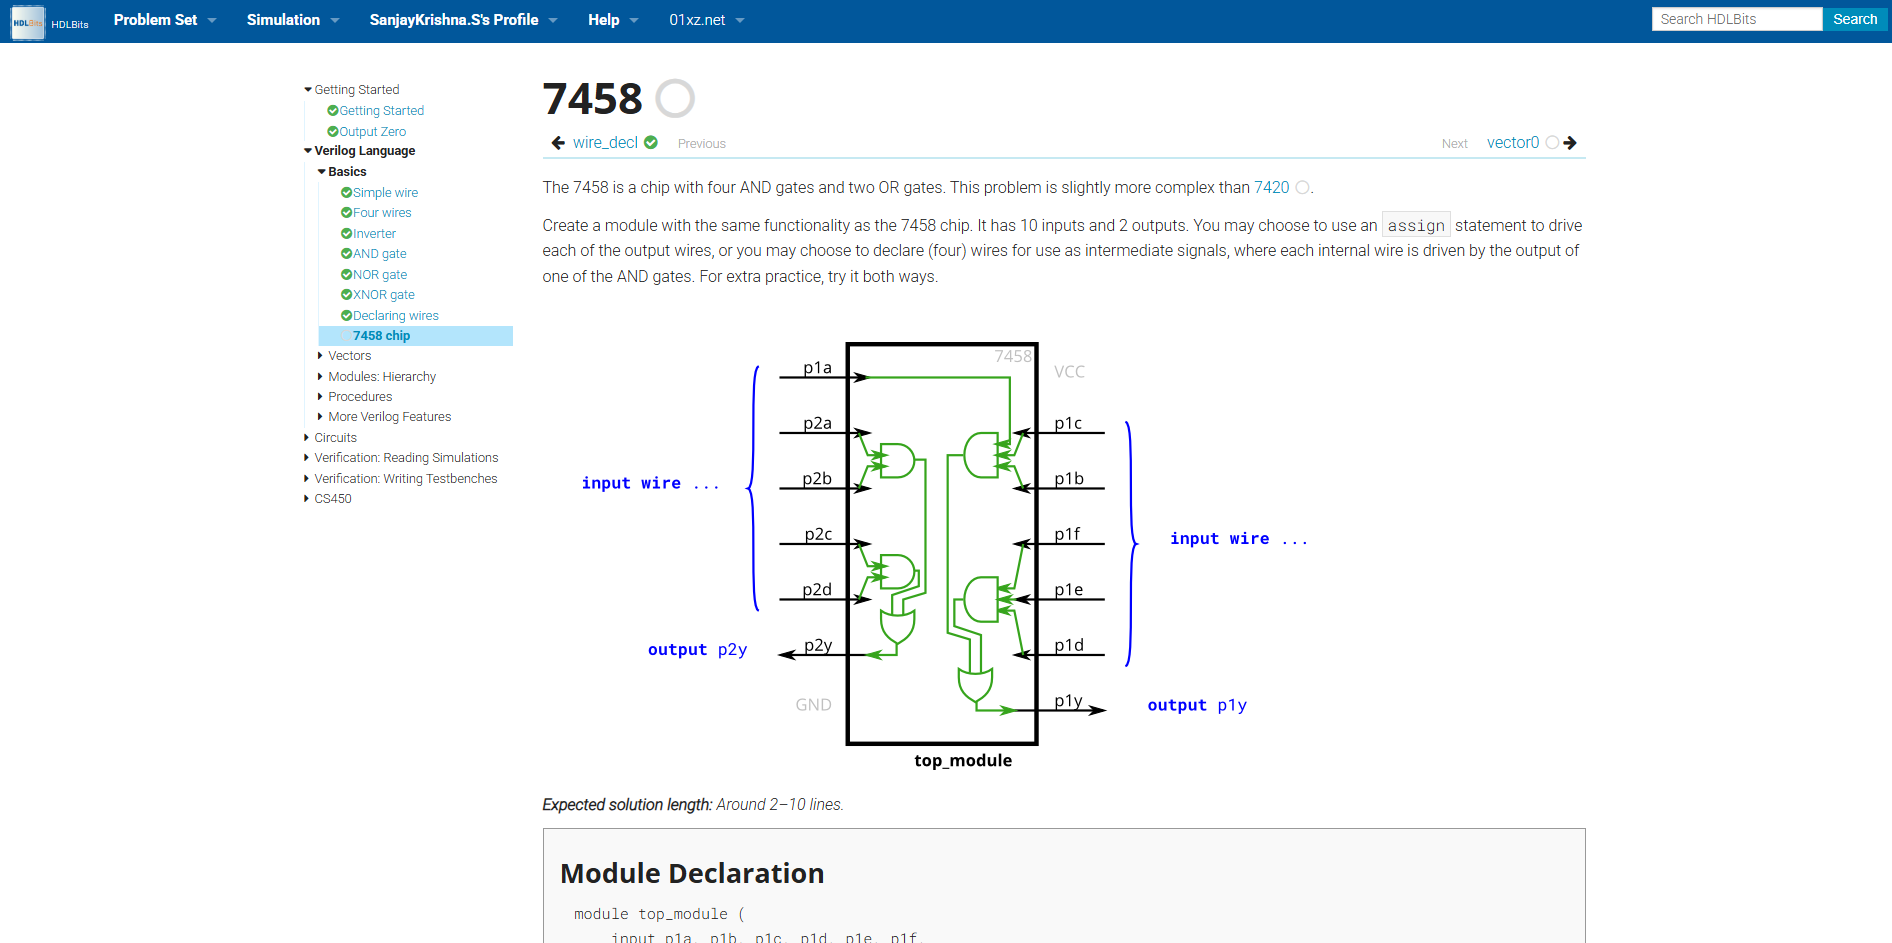 HDLBits
HDLBits
Problem Set
Simulation
SanjayKrishna.S's Profile
Help
01xz.net
Search HDLBits
Search
Getting Started
Getting Started
Output Zero
Verilog Language
Basics
Simple wire
Four wires
Inverter
AND gate
NOR gate
XNOR gate
Declaring wires
7458 chip
Vectors
Modules: Hierarchy
Procedures
More Verilog Features
Circuits
Verification: Reading Simulations
Verification: Writing Testbenches
CS450
7458
wire_decl
Previous
Next
vector0
The 7458 is a chip with four AND gates and two OR gates. This problem is slightly more complex than 7420 .
Create a module with the same functionality as the 7458 chip. It has 10 inputs and 2 outputs. You may choose to use an assign statement to drive
each of the output wires, or you may choose to declare (four) wires for use as intermediate signals, where each internal wire is driven by the output of
one of the AND gates. For extra practice, try it both ways.
7458
p1a
VCC
p2a
p1c
p2b
p1b
input wire ...
p2c
p1f
input wire ...
p2d
p1e
p2y
p1d
output p2y
GND
p1y
output p1y
top_module
Expected solution length: Around 2–10 lines.
Module Declaration
module top_module (
input p1a, p1b, p1c, p1d, p1e, p1f,